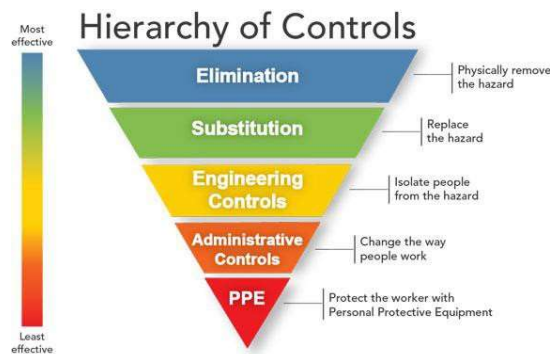 Hierarchy of Controls
Most
effective
Elimination
Physically remove
the hazard
Substitution
Replace
the hazard
Engineering
Controls
Isolate people
from the hazard
Administrative
Controls
Change the way
people work
PPE
Protect the worker with
Personal Protective Equipment
Least
effective